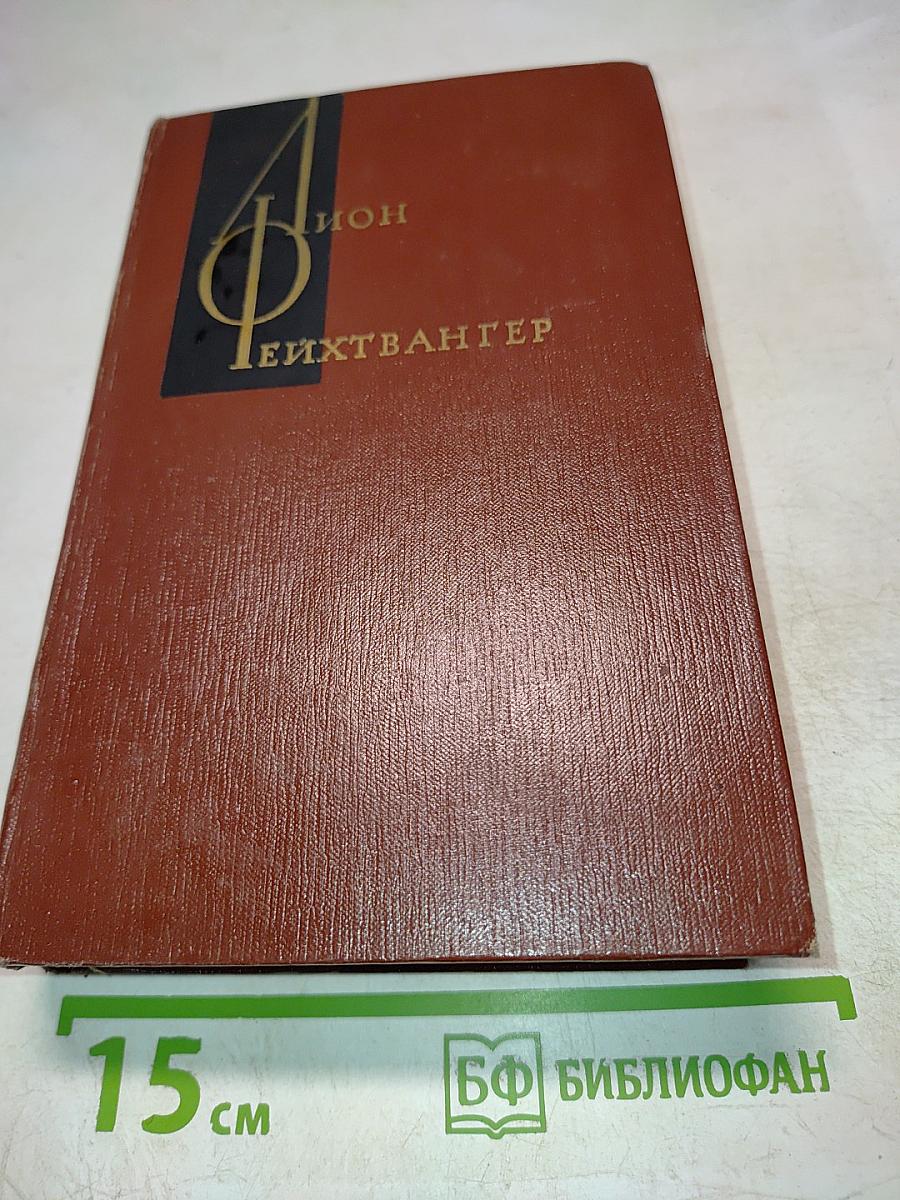 Лион
Фейхтвангер
15 см
БФ БИБЛИОФАН